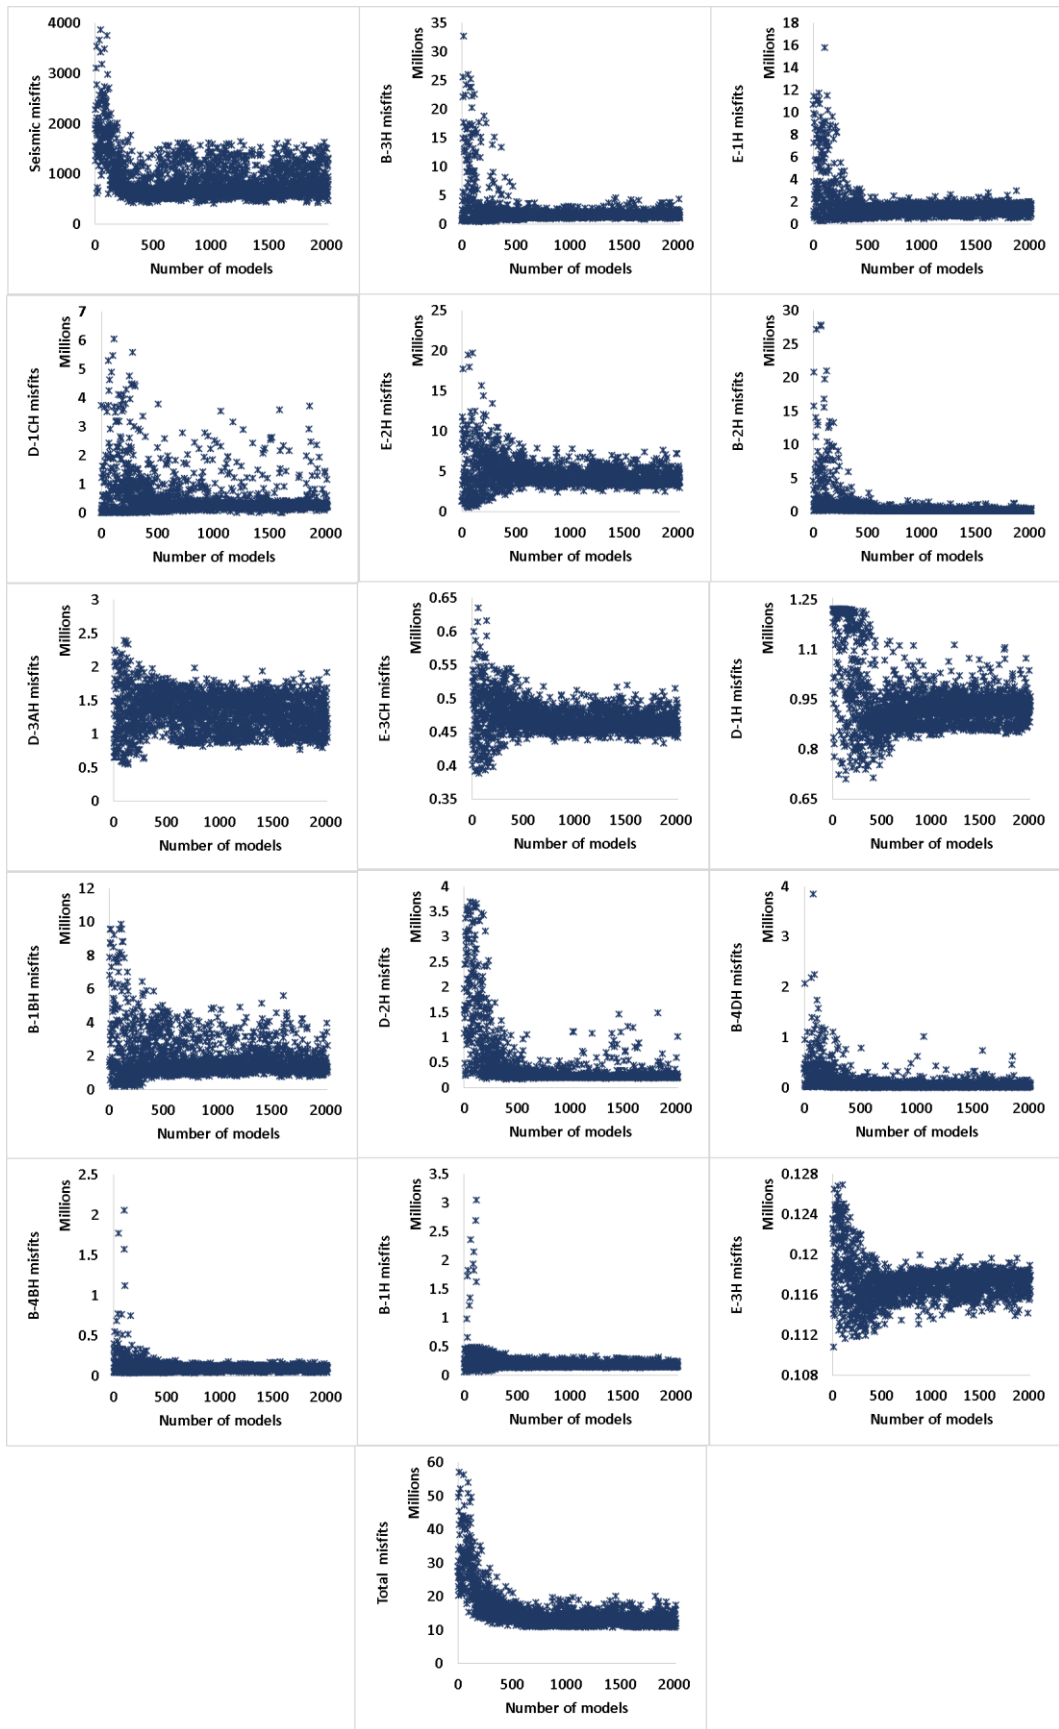 Seismic misfits
4000
3000
2000
1000
0
0 500 1000 1500 2000
Number of models
B-3H misfits
Millions
35
30
25
20
15
10
5
0
0 500 1000 1500 2000
Number of models
E-1H misfits
Millions
18
16
14
12
10
8
6
4
2
0
0 500 1000 1500 2000
Number of models
D-1CH misfits
Millions
7
6
5
4
3
2
1
0
0 500 1000 1500 2000
Number of models
E-2H misfits
Millions
25
20
15
10
5
0
0 500 1000 1500 2000
Number of models
B-2H misfits
Millions
30
25
20
15
10
5
0
0 500 1000 1500 2000
Number of models
D-3AH misfits
Millions
3
2.5
2
1.5
1
0.5
0
0 500 1000 1500 2000
Number of models
E-3CH misfits
Millions
0.65
0.6
0.55
0.5
0.45
0.4
0.35
0 500 1000 1500 2000
Number of models
D-1H misfits
Millions
1.25
1.1
0.95
0.8
0.65
0 500 1000 1500 2000
Number of models
B-1BH misfits
Millions
12
10
8
6
4
2
0
0 500 1000 1500 2000
Number of models
D-2H misfits
Millions
4
3.5
3
2.5
2
1.5
1
0.5
0
0 500 1000 1500 2000
Number of models
B-4DH misfits
Millions
4
3
2
1
0
0 500 1000 1500 2000
Number of models
B-4BH misfits
Millions
2.5
2
1.5
1
0.5
0
0 500 1000 1500 2000
Number of models
B-1H misfits
Millions
3.5
3
2.5
2
1.5
1
0.5
0
0 500 1000 1500 2000
Number of models
E-3H misfits
Millions
0.128
0.124
0.12
0.116
0.112
0.108
0 500 1000 1500 2000
Number of models
Total misfits
Millions
60
50
40
30
20
10
0
0 500 1000 1500 2000
Number of models